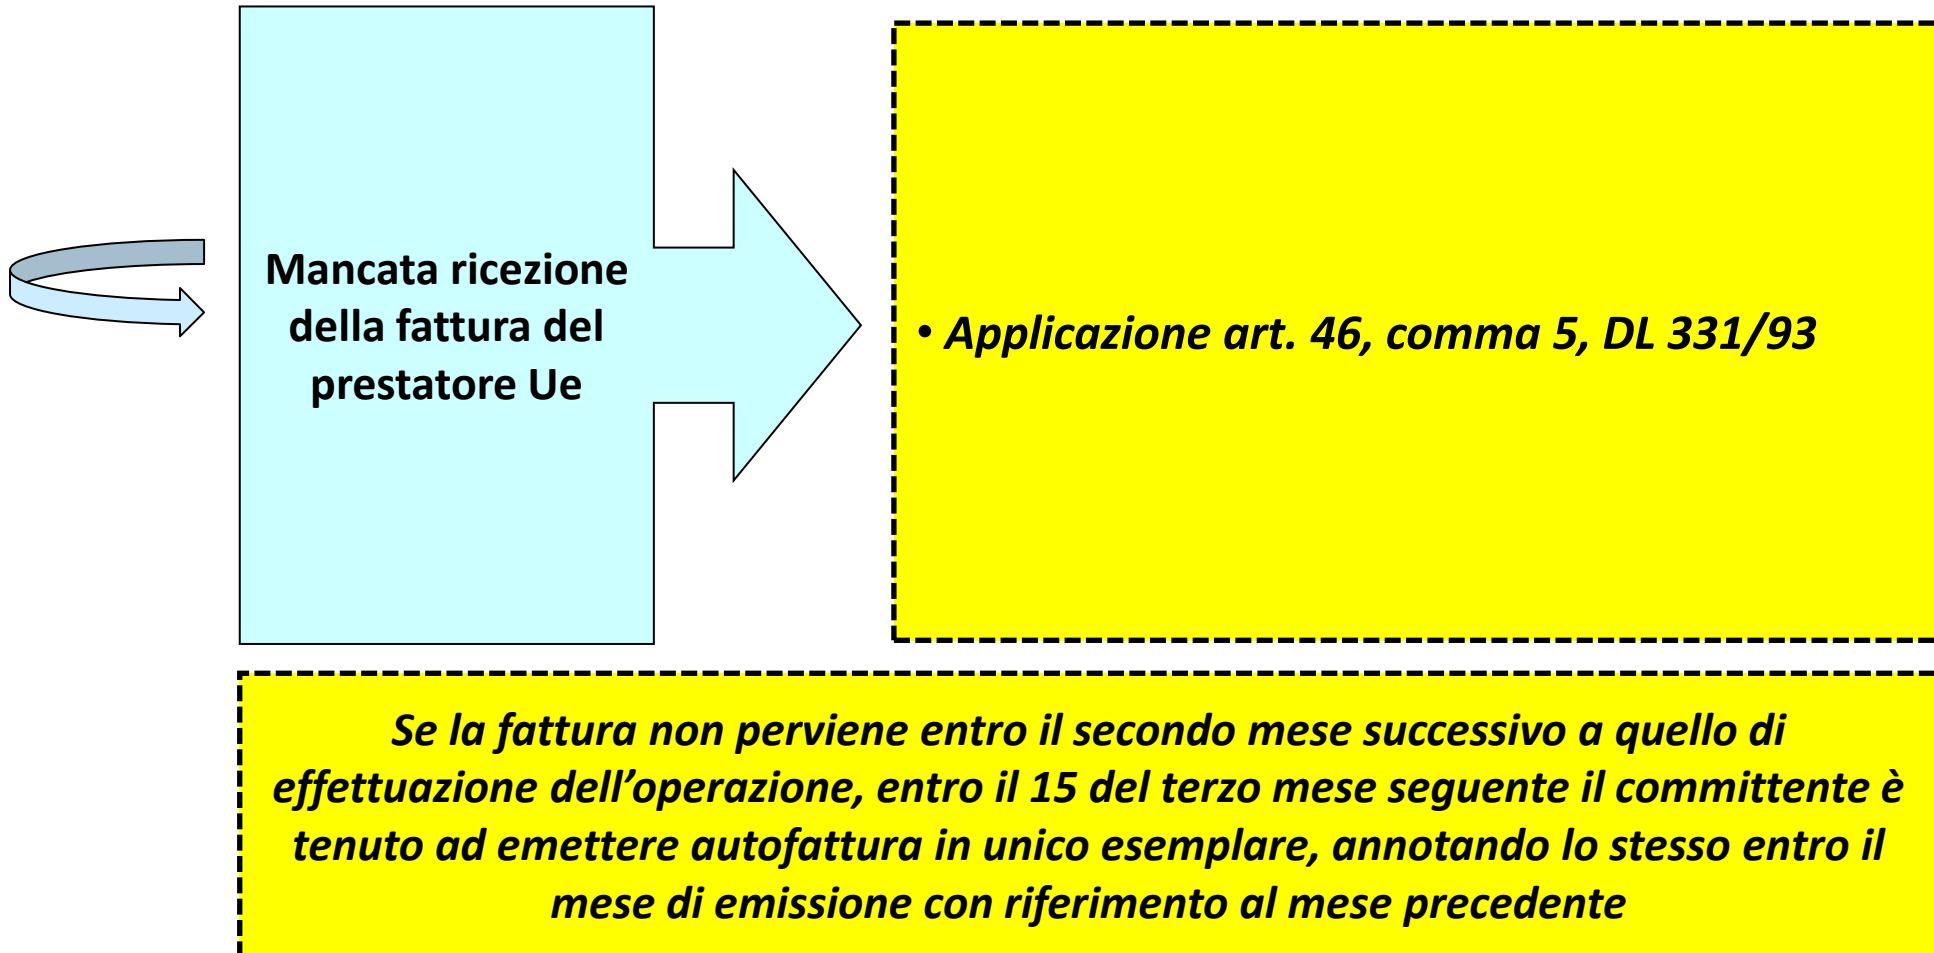 Mancata ricezione
della fattura del
prestatore Ue
• Applicazione art. 46, comma 5, DL 331/93
Se la fattura non perviene entro il secondo mese successivo a quello di
effettuazione dell’operazione, entro il 15 del terzo mese seguente il committente è
tenuto ad emettere autofattura in unico esemplare, annotando lo stesso entro il
mese di emissione con riferimento al mese precedente